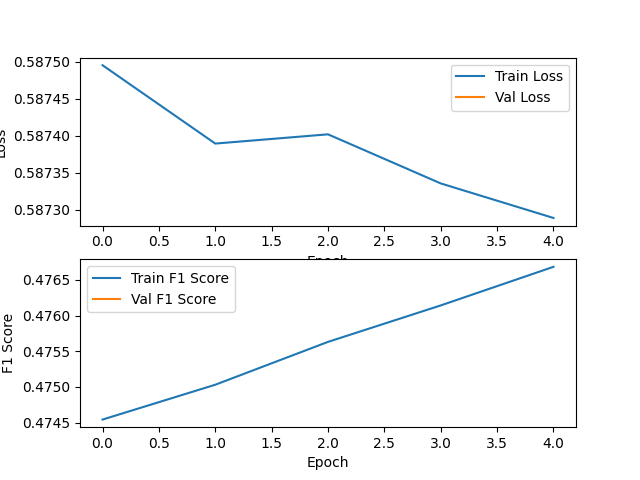 0.58750
0.58745
0.58740
0.58735
0.58730
Loss
Train Loss
Val Loss
0.0 0.5 1.0 1.5 2.0 2.5 3.0 3.5 4.0
Epoch
0.4765
0.4760
0.4755
0.4750
0.4745
F1 Score
Train F1 Score
Val F1 Score
0.0 0.5 1.0 1.5 2.0 2.5 3.0 3.5 4.0
Epoch